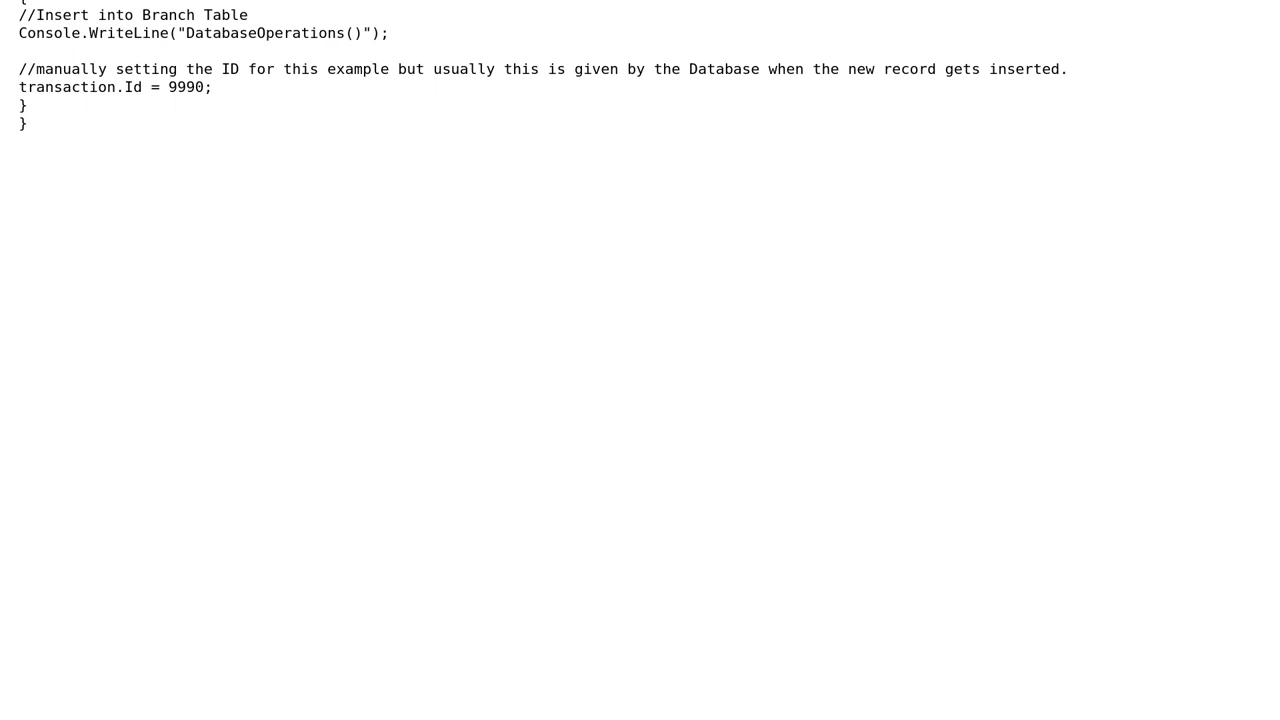 {
//Insert into Branch Table
Console.WriteLine("DatabaseOperations()");
//manually setting the ID for this example but usually this is given by the Database when the new record gets inserted.
transaction.Id = 9990;
}
}